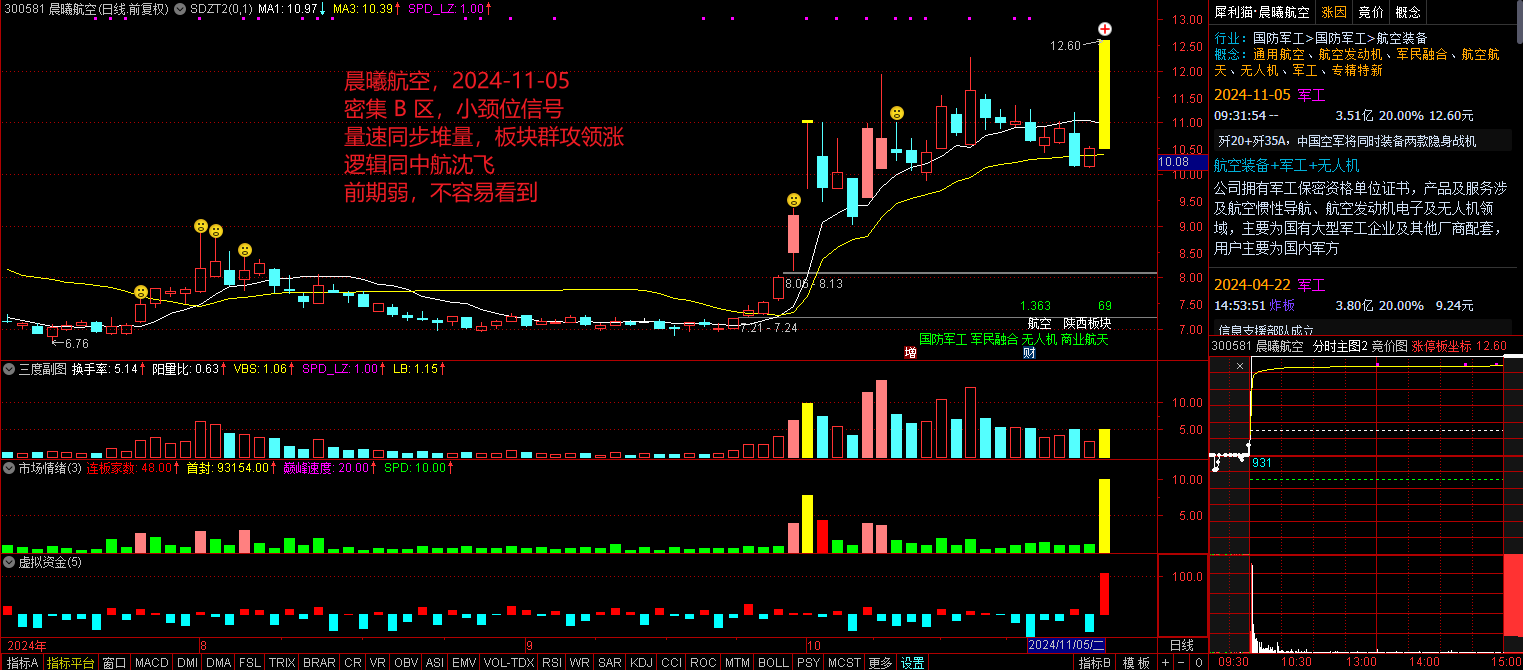 300581 晨曦航空(日线.前复权) SDZT2(0,1) MA1: 10.97↓ MA3: 10.39↑ SPD_LZ: 1.00↑
晨曦航空，2024-11-05
密集 B 区，小颈位信号
量速同步堆量，板块群攻领涨
逻辑同中航沈飞
前期弱，不容易看到
12.60
6.76
8.05 - 8.13
7.21 - 7.24
1.363 69
航空 陕西板块
国防军工 军民融合 无人机 商业航天
增 财
13.00
12.50
12.00
11.50
11.00
10.50
10.08
10.00
9.50
9.00
8.50
8.00
7.50
7.00
三度副图 换手率: 5.14↑ 阳量比: 0.63↑ VBS: 1.06↑ SPD_LZ: 1.00↑ LB: 1.15↑
10.00
5.00
市场情绪(3) 连板家数: 48.00↑ 首封: 93154.00↑ 巅峰速度: 20.00↑ SPD: 10.00↑
10.00
5.00
虚拟资金(5)
100.0
2024年 8 9 10 2024/11/05/二 日线
指标A 指标平台 窗口 MACD DMI DMA FSL TRIX BRAR CR VR OBV ASI EMV VOL-TDX RSI WR SAR KDJ CCI ROC MTM BOLL PSY MCST 更多 设置 指标B 模板 + − O
犀利猫·晨曦航空 涨因 竞价 概念
行业: 国防军工>国防军工>航空装备
概念: 通用航空、航空发动机、军民融合、航空航
天、无人机、军工、专精特新
2024-11-05 军工
09:31:54 -- 3.51亿 20.00% 12.60元
歼20+歼35A，中国空军将同时装备两款隐身战机
航空装备+军工+无人机
公司拥有军工保密资格单位证书，产品及服务涉
及航空惯性导航、航空发动机电子及无人机领
域，主要为国有大型军工企业及其他厂商配套，
用户主要为国内军方
2024-04-22 军工
14:53:51 炸板 3.80亿 20.00% 9.24元
信息支援部队成立
300581 晨曦航空 分时主图2 竞价图 涨停板坐标 12.60
×
931
09:30 10:30 13:00 14:00 15:00